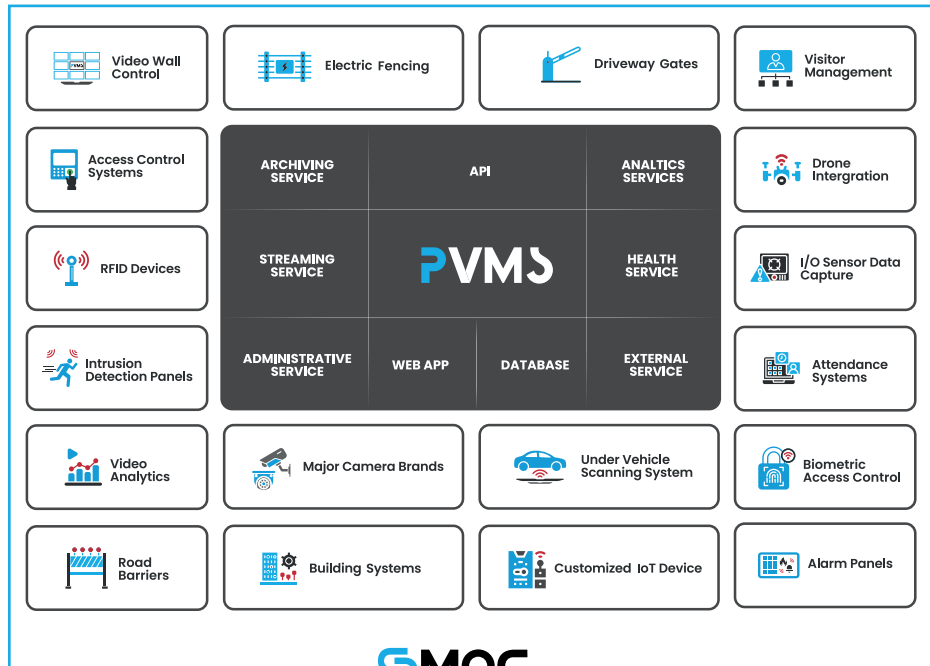 Video Wall
Control
PVMS
Electric Fencing
Driveway Gates
Visitor
Management
Access Control
Systems
ARCHIVING
SERVICE
API
ANALTICS
SERVICES
Drone
Intergration
RFID Devices
STREAMING
SERVICE
PVMS
HEALTH
SERVICE
I/O Sensor Data
Capture
Intrusion
Detection Panels
ADMINISTRATIVE
SERVICE
WEB APP
DATABASE
EXTERNAL
SERVICE
Attendance
Systems
Video
Analytics
Major Camera Brands
Under Vehicle
Scanning System
Biometric
Access Control
Road
Barriers
Building Systems
Customized IoT Device
Alarm Panels